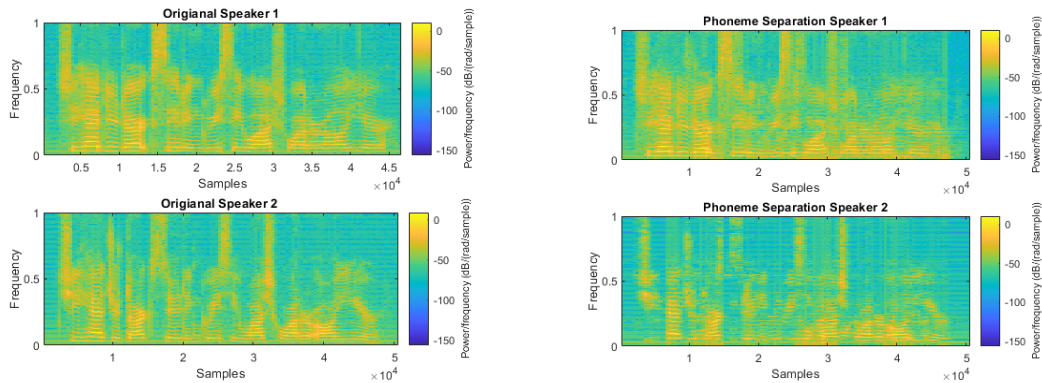 Origianal Speaker 1
1
0.5
0
Frequency
0.5 1 1.5 2 2.5 3 3.5 4 4.5
Samples
×10^4
0
-50
-100
-150
Power/frequency (dB/(rad/sample))
Phoneme Separation Speaker 1
1
0.5
0
Frequency
1 2 3 4 5
Samples
×10^4
0
-50
-100
-150
Power/frequency (dB/(rad/sample))
Origianal Speaker 2
1
0.5
0
Frequency
1 2 3 4 5
Samples
×10^4
0
-50
-100
-150
Power/frequency (dB/(rad/sample))
Phoneme Separation Speaker 2
1
0.5
0
Frequency
1 2 3 4 5
Samples
×10^4
0
-50
-100
-150
Power/frequency (dB/(rad/sample))